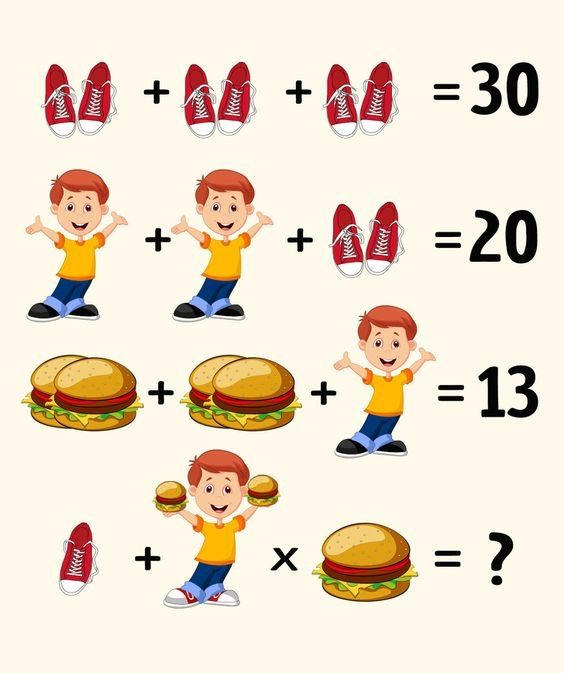 + + = 30
+ + = 20
+ + = 13
+ x = ?